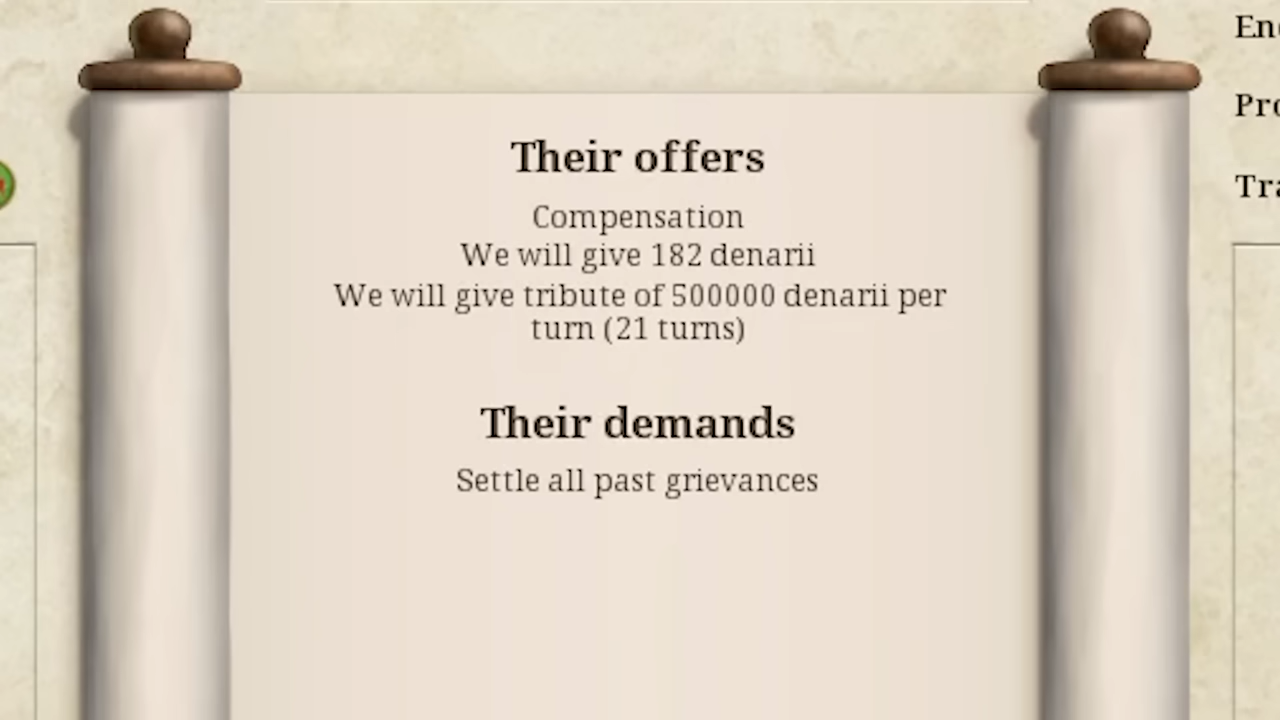 Their offers
Compensation
We will give 182 denarii
We will give tribute of 500000 denarii per
turn (21 turns)
Their demands
Settle all past grievances